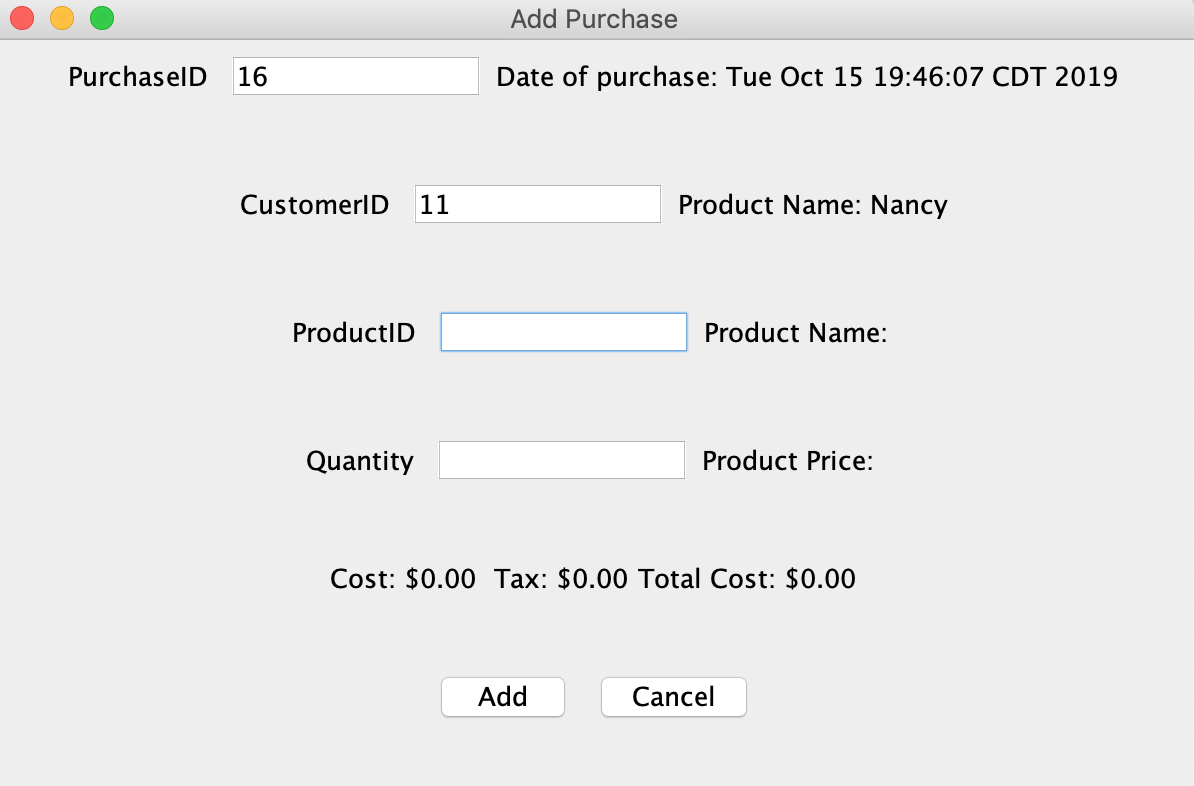 Add Purchase
PurchaseID 16 Date of purchase: Tue Oct 15 19:46:07 CDT 2019
CustomerID 11 Product Name: Nancy
ProductID Product Name:
Quantity Product Price:
Cost: $0.00 Tax: $0.00 Total Cost: $0.00
Add Cancel